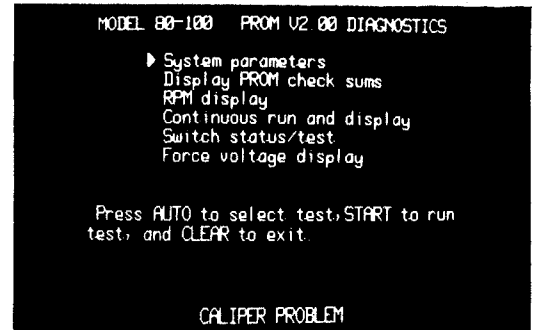 MODEL 80-100 PROM V2.00 DIAGNOSTICS
System parameters
Display PROM check sums
RPM display
Continuous run and display
Switch status/test
Force voltage display
Press AUTO to select test, START to run
test, and CLEAR to exit.
CALIPER PROBLEM